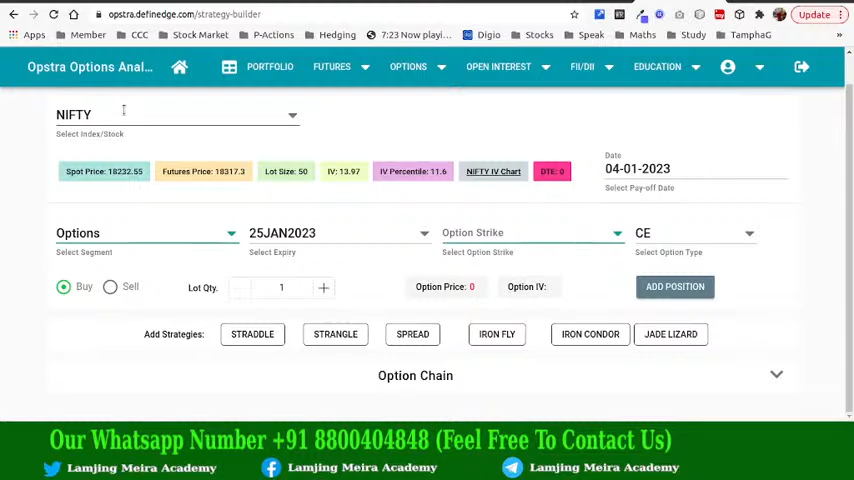 opstra.definedge.com/strategy-builder
Update
Apps Member CCC Stock Market P-Actions Hedging 7:23 Now playi... Digio Stocks Speak Maths Study TamphaG »
Opstra Options Anal... PORTFOLIO FUTURES OPTIONS OPEN INTEREST FII/DII EDUCATION
NIFTY
Select Index/Stock
Date
Spot Price: 18232.55 Futures Price: 18317.3 Lot Size: 50 IV: 13.97 IV Percentile: 11.6 NIFTY IV Chart DTE: 0 04-01-2023
Select Pay-off Date
Options 25JAN2023 Option Strike CE
Select Segment Select Expiry Select Option Strike Select Option Type
Buy Sell Lot Qty. 1 Option Price: 0 Option IV: ADD POSITION
Add Strategies: STRADDLE STRANGLE SPREAD IRON FLY IRON CONDOR JADE LIZARD
Option Chain
Our Whatsapp Number +91 8800404848 (Feel Free To Contact Us)
Lamjing Meira Academy Lamjing Meira Academy Lamjing Meira Academy